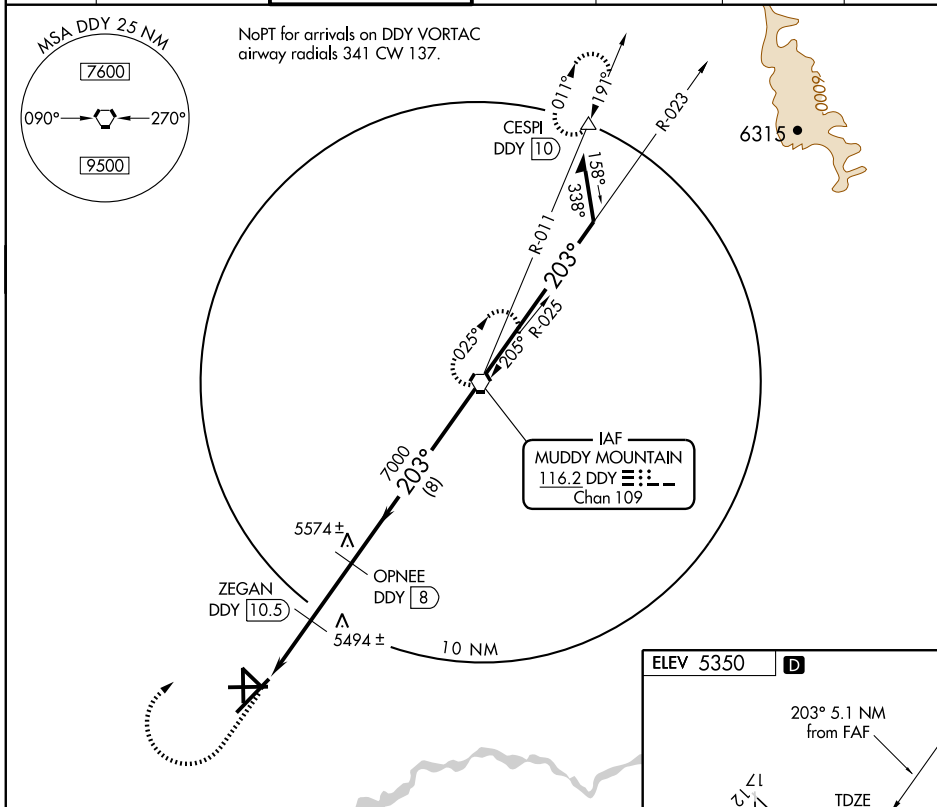 MSA DDY 25 NM
7600
090°
270°
9500
NoPT for arrivals on DDY VORTAC
airway radials 341 CW 137.
011°
191°
CESPI
DDY 10
R-023
6000
6315
158°
338°
R-011
203°
R-025
025°
205°
IAF
MUDDY MOUNTAIN
116.2 DDY
Chan 109
7000
203°
(8)
5574 ±
OPNEE
DDY 8
ZEGAN
DDY 10.5
5494 ±
10 NM
ELEV 5350
D
203° 5.1 NM
from FAF
17
12
TDZE